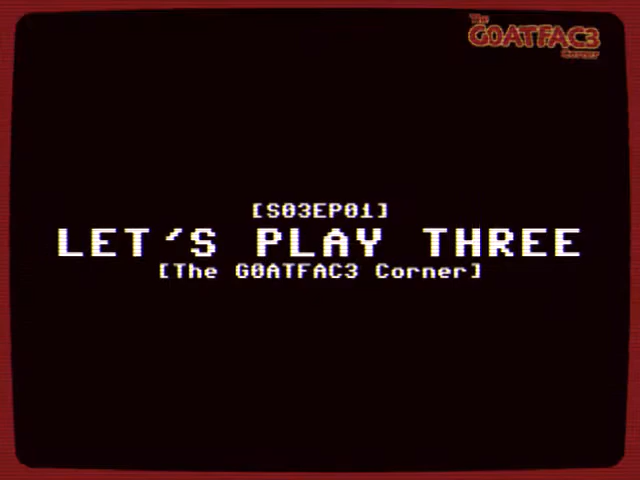 The
G0ATFAC3
Corner
[S03EP01]
LET'S PLAY THREE
[The G0ATFAC3 Corner]